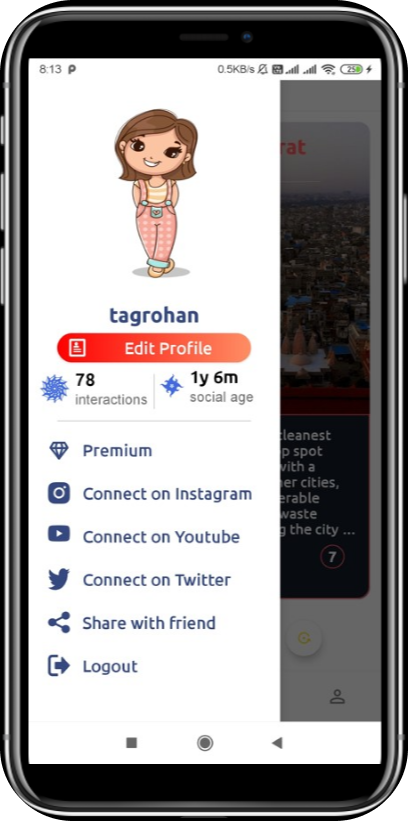 8:13
0.5KB/s
25
rat
tagrohan
Edit Profile
78
interactions
1y 6m
social age
Premium
Connect on Instagram
Connect on Youtube
Connect on Twitter
Share with friend
Logout
cleanest
p spot
with a
er cities,
erable
waste
g the city ...
7